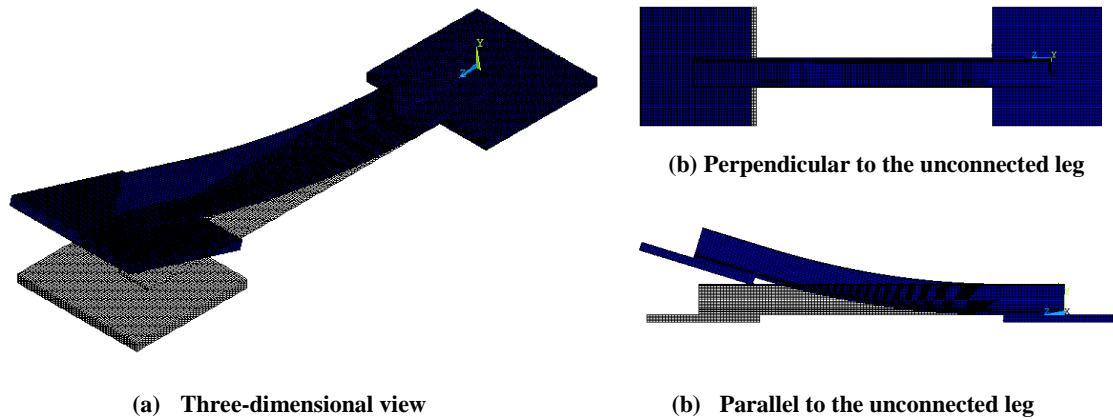 Y
Z
Z Y
(b) Perpendicular to the unconnected leg
Y
Z X
(a) Three-dimensional view
(b) Parallel to the unconnected leg